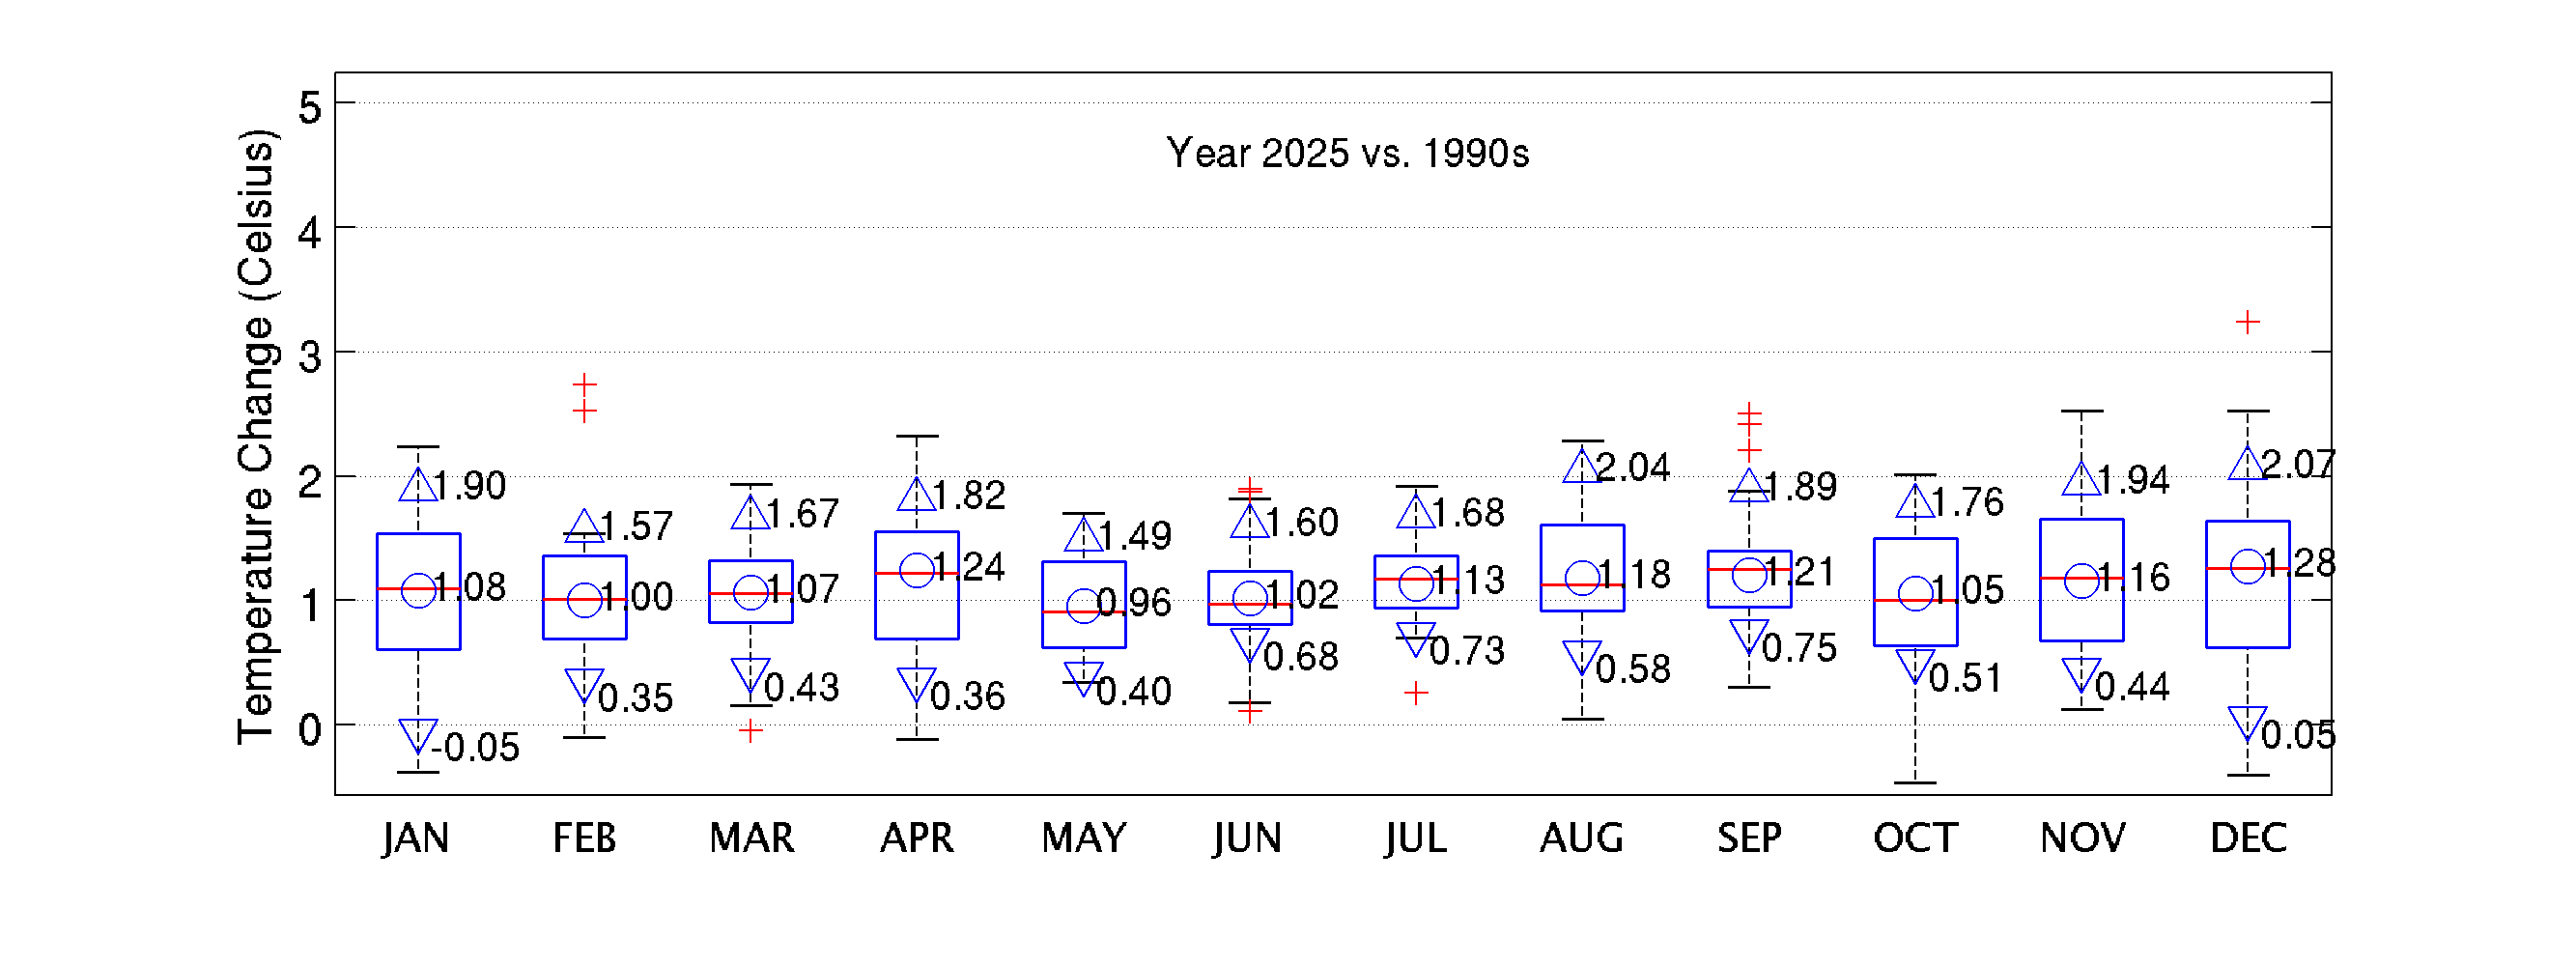 Temperature Change (Celsius)
5
4
3
2
1
0
Year 2025 vs. 1990s
1.90 1.57 1.67 1.82 1.49 1.60 1.68 2.04 1.89 1.76 1.94 2.07
1.08 1.00 1.07 1.24 0.96 1.02 1.13 1.18 1.21 1.05 1.16 1.28
-0.05 0.35 0.43 0.36 0.40 0.68 0.73 0.58 0.75 0.51 0.44 0.05
JAN FEB MAR APR MAY JUN JUL AUG SEP OCT NOV DEC